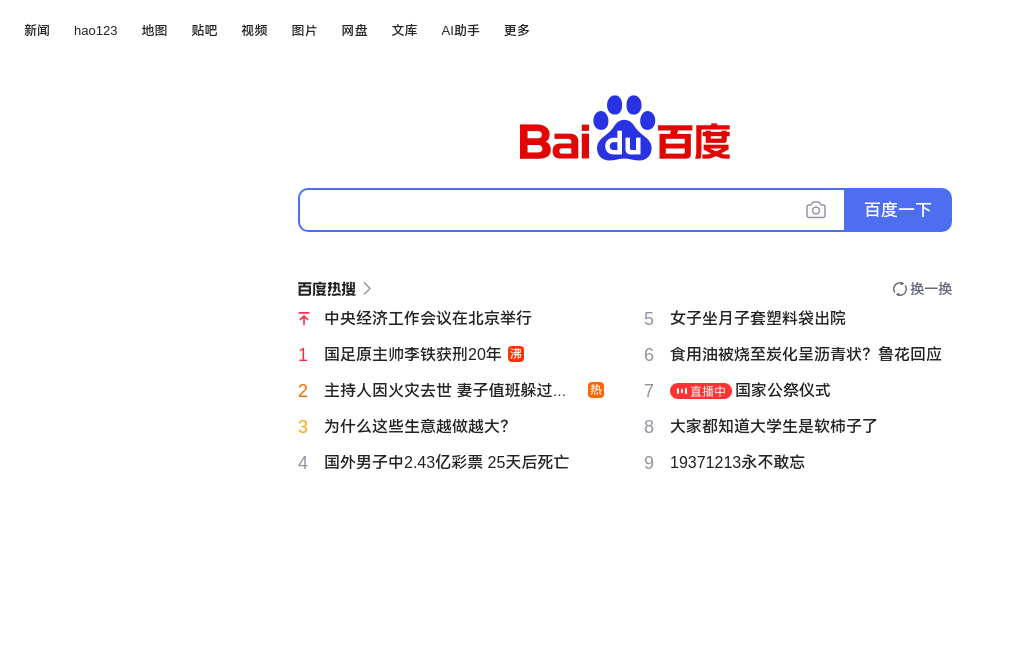 新闻 hao123 地图 贴吧 视频 图片 网盘 文库 AI助手 更多
Bai du 百度
百度一下
百度热搜 换一换
中央经济工作会议在北京举行
1 国足原主帅李铁获刑20年 沸
2 主持人因火灾去世 妻子值班躲过... 热
3 为什么这些生意越做越大？
4 国外男子中2.43亿彩票 25天后死亡
5 女子坐月子套塑料袋出院
6 食用油被烧至炭化呈沥青状？鲁花回应
7 直播中 国家公祭仪式
8 大家都知道大学生是软柿子了
9 19371213永不敢忘